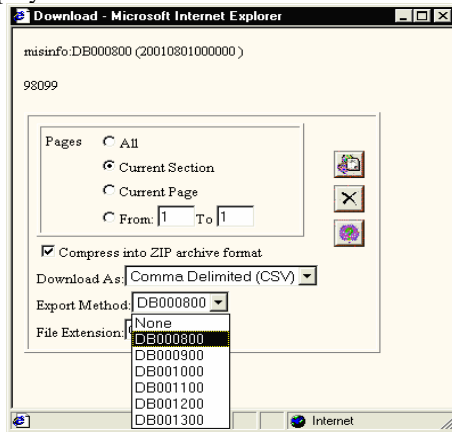 Download - Microsoft Internet Explorer
misinfo:DB000800 (20010801000000 )
98099
Pages All
Current Section
Current Page
From: 1 To 1
Compress into ZIP archive format
Download As: Comma Delimited (CSV)
Export Method: DB000800
File Extension:
None
DB000800
DB000900
DB001000
DB001100
DB001200
DB001300
Internet